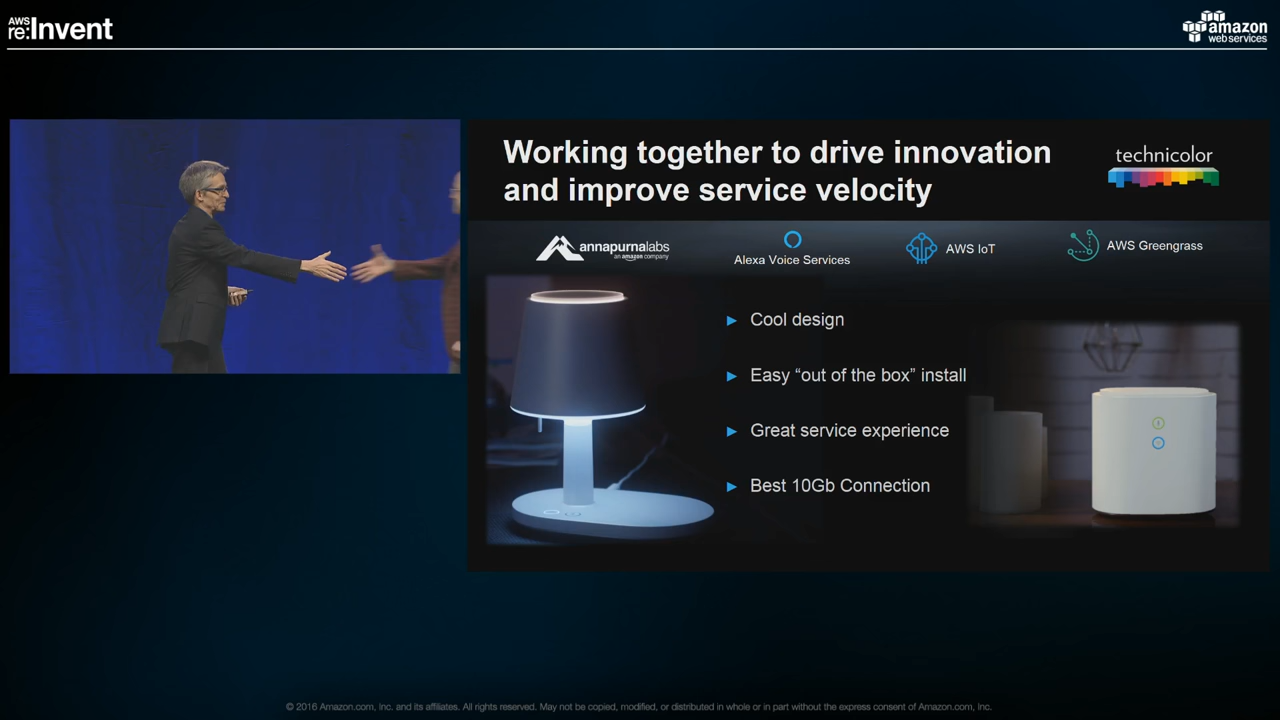 AWS
re:Invent
amazon
web services
Working together to drive innovation
and improve service velocity
technicolor
annapurnalabs
an amazon company
Alexa Voice Services
AWS IoT
AWS Greengrass
► Cool design
► Easy “out of the box” install
► Great service experience
► Best 10Gb Connection
© 2016 Amazon.com, Inc. and its affiliates. All rights reserved. May not be copied, modified, or distributed in whole or in part without the express consent of Amazon.com, Inc.